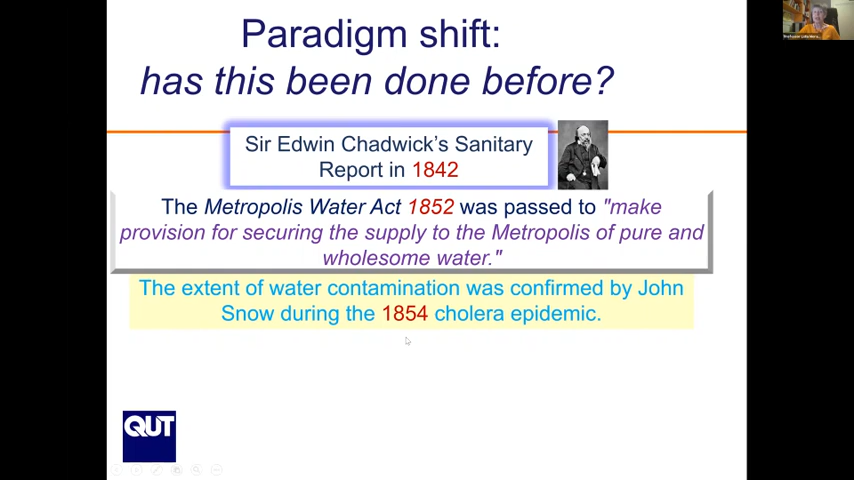 Paradigm shift:
has this been done before?
Sir Edwin Chadwick's Sanitary
Report in 1842
The Metropolis Water Act 1852 was passed to "make
provision for securing the supply to the Metropolis of pure and
wholesome water."
The extent of water contamination was confirmed by John
Snow during the 1854 cholera epidemic.
QUT